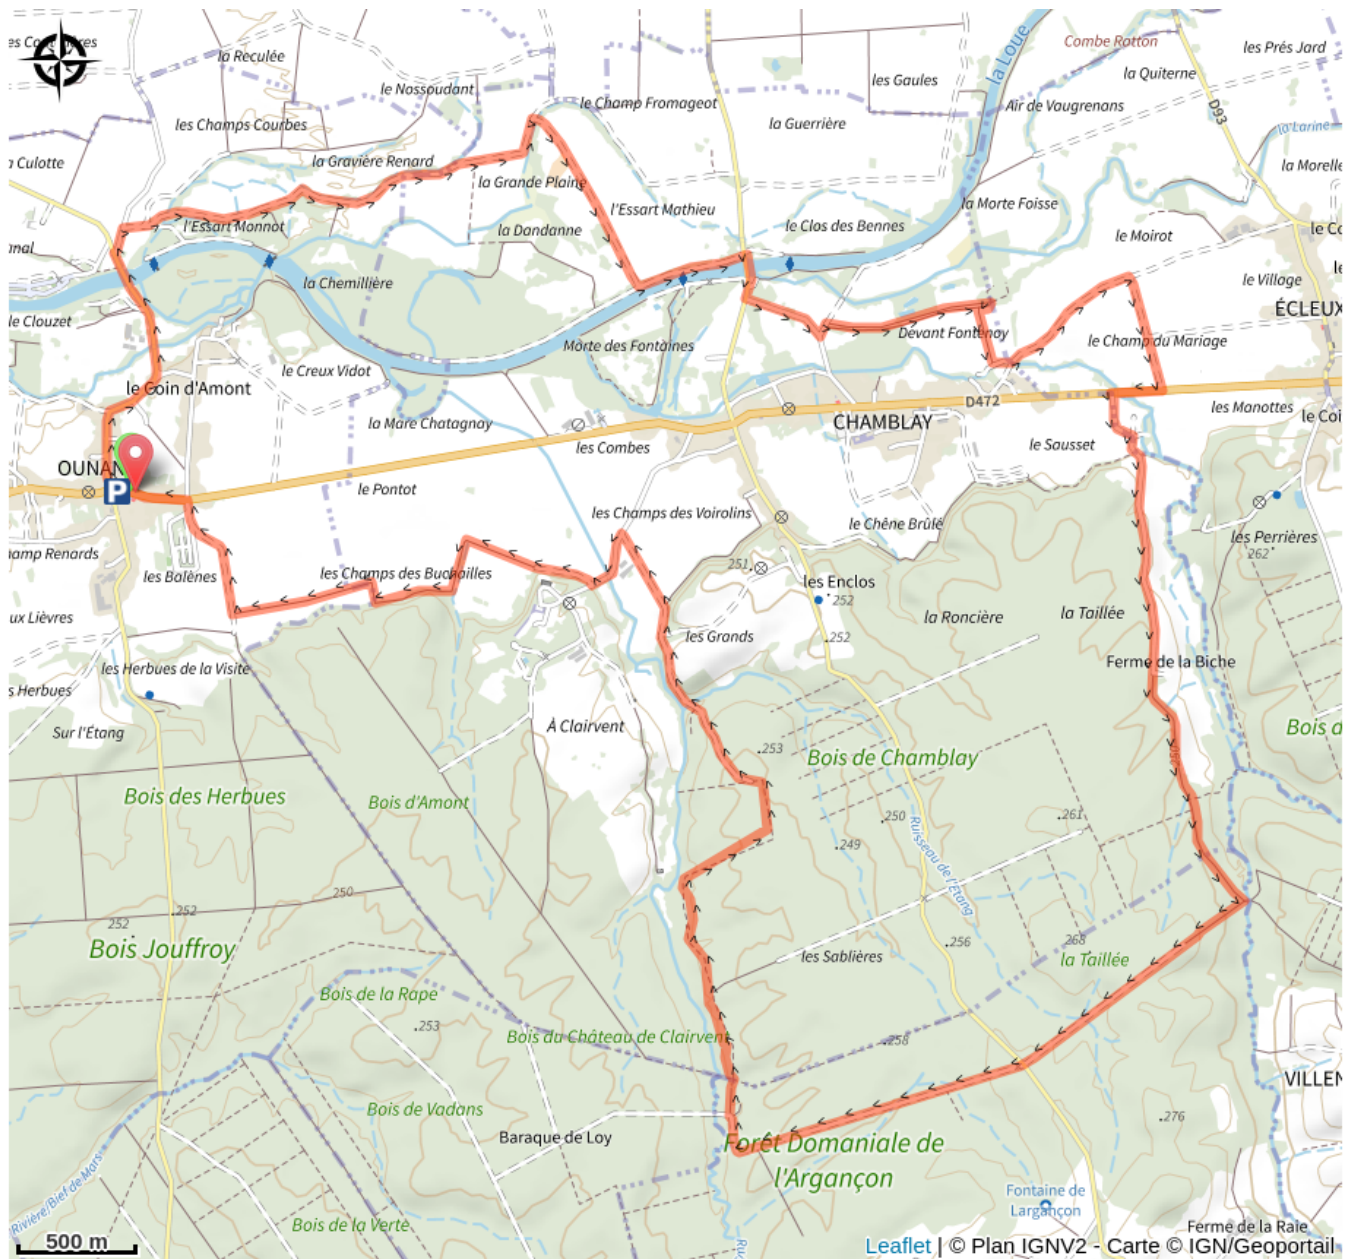 la Reculée
le Nossoudant
les Champs Courbes
le Champ Fromageot
les Gaules
la Loue
Combe Ratton
les Prés Jard
la Quiterne
Air de Vaugrenans
D93
la Guerrière
la Larine
Culotte
la Gravière Renard
la Grande Plaine
la Morelle
l'Essart Monnot
l'Essart Mathieu
la Morte Foisse
la Dandanne
le Clos des Bennes
le Moirot
la Chemillière
le Village
ÉCLEUX
le Clouzet
Morte des Fontaines
Devant Fontenoy
le Champ du Mariage
le Creux Vidot
le Coin d'Amont
D472
les Manottes
la Mare Chatagnay
CHAMBLAY
les Combes
le Sausset
OUNAN
P
le Pontot
les Champs des Voirolins
le Chêne Brûlé
les Perrières
262
les Balènes
251
les Champs des Buchailles
les Enclos
252
la Roncière
la Taillée
les Grands
252
ux Lièvres
Ferme de la Biche
les Herbues de la Visite
s Herbues
Sur l'Étang
À Clairvent
253
Bois de Chamblay
260
Bois des Herbues
Bois d'Amont
250
261
249
Ruisseau de l'Étang
250
252
252
Bois Jouffroy
256
268
les Sablières
la Taillée
Bois de la Rape
253
Bois du Château de Clairvent
258
VILLEN
Bois de Vadans
276
Baraque de Loy
Forêt Domaniale de
l'Argançon
Rivière/Bief de Mars
Fontaine de
Largançon
Bois de la Verte
Ferme de la Raie
500 m
Leaflet | © Plan IGNV2 - Carte © IGN/Geoportail